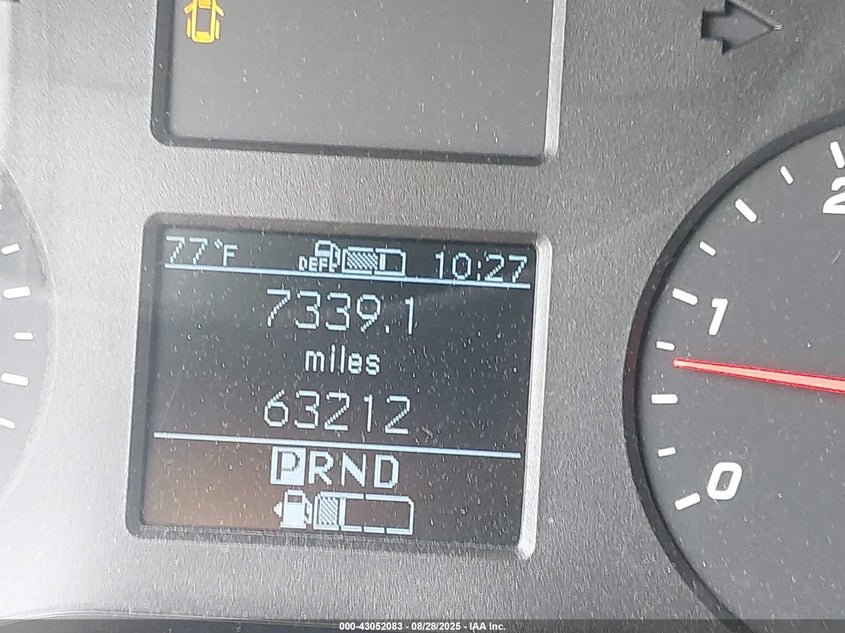 77°F DEF 10:27
7339.1
miles
63212
PRND
2
1
0
000-43052083 - 08/28/2025 - IAA Inc.